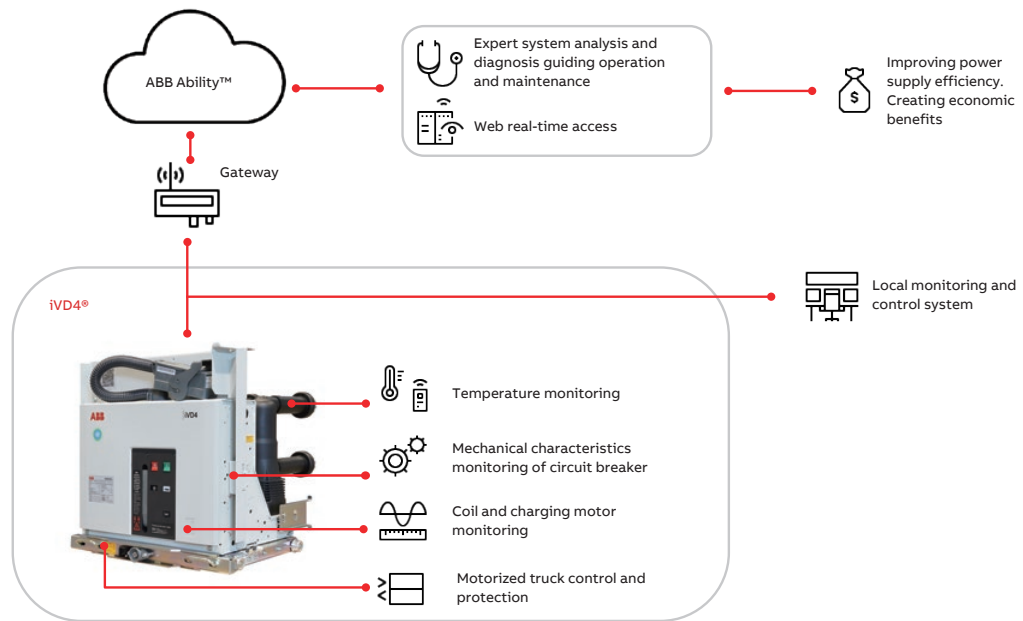 ABB Ability™
Expert system analysis and
diagnosis guiding operation
and maintenance
Web real-time access
Improving power
supply efficiency.
Creating economic
benefits
$
Gateway
iVD4®
Local monitoring and
control system
ABB
iVD4
Temperature monitoring
Mechanical characteristics
monitoring of circuit breaker
Coil and charging motor
monitoring
Motorized truck control and
protection